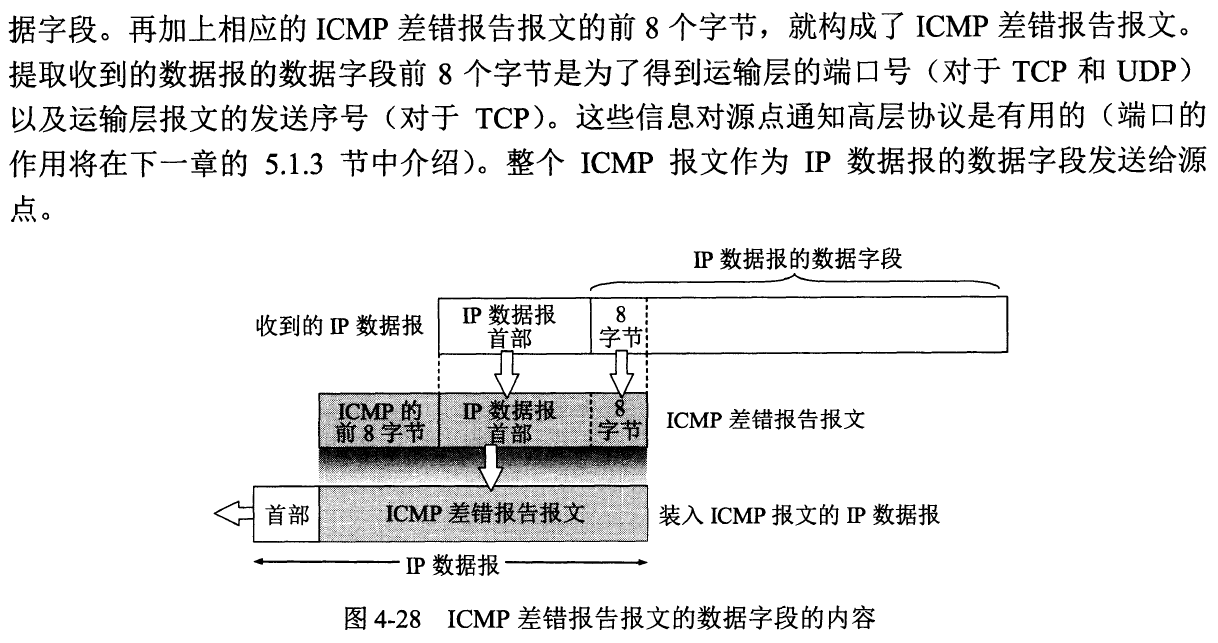 据字段。再加上相应的 ICMP 差错报告报文的前 8 个字节，就构成了 ICMP 差错报告报文。
提取收到的数据报的数据字段前 8 个字节是为了得到运输层的端口号（对于 TCP 和 UDP）
以及运输层报文的发送序号（对于 TCP）。这些信息对源点通知高层协议是有用的（端口的
作用将在下一章的 5.1.3 节中介绍）。整个 ICMP 报文作为 IP 数据报的数据字段发送给源
点。
IP 数据报的数据字段
收到的 IP 数据报
IP 数据报
首部
8
字节
ICMP 的
前 8 字节
IP 数据报
首部
8
字节
ICMP 差错报告报文
首部
ICMP 差错报告报文
装入 ICMP 报文的 IP 数据报
IP 数据报
图 4-28 ICMP 差错报告报文的数据字段的内容